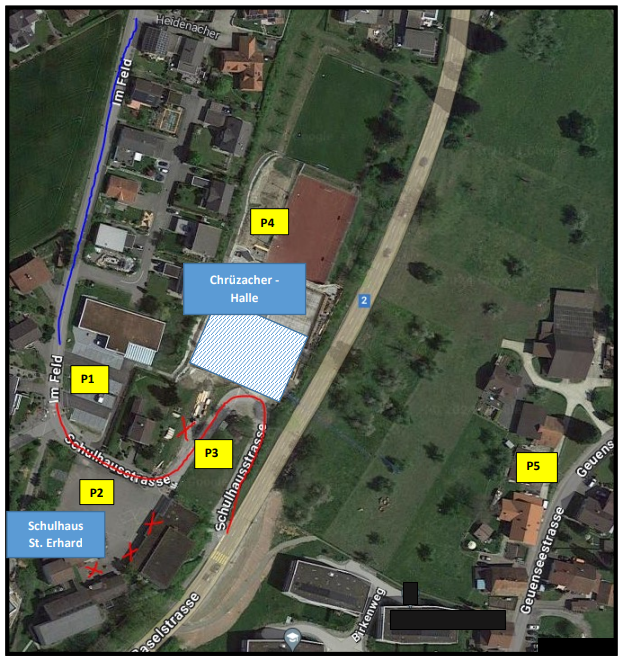 Heidenacher
Im Feld
P4
Chrüzacher -
Halle
2
P1
Im Feld
Schulhausstrasse
P3
Schulhausstrasse
P2
P5
Geuens
Schulhaus
St. Erhard
Geuenseestrasse
Birkenweg
Baselstrasse